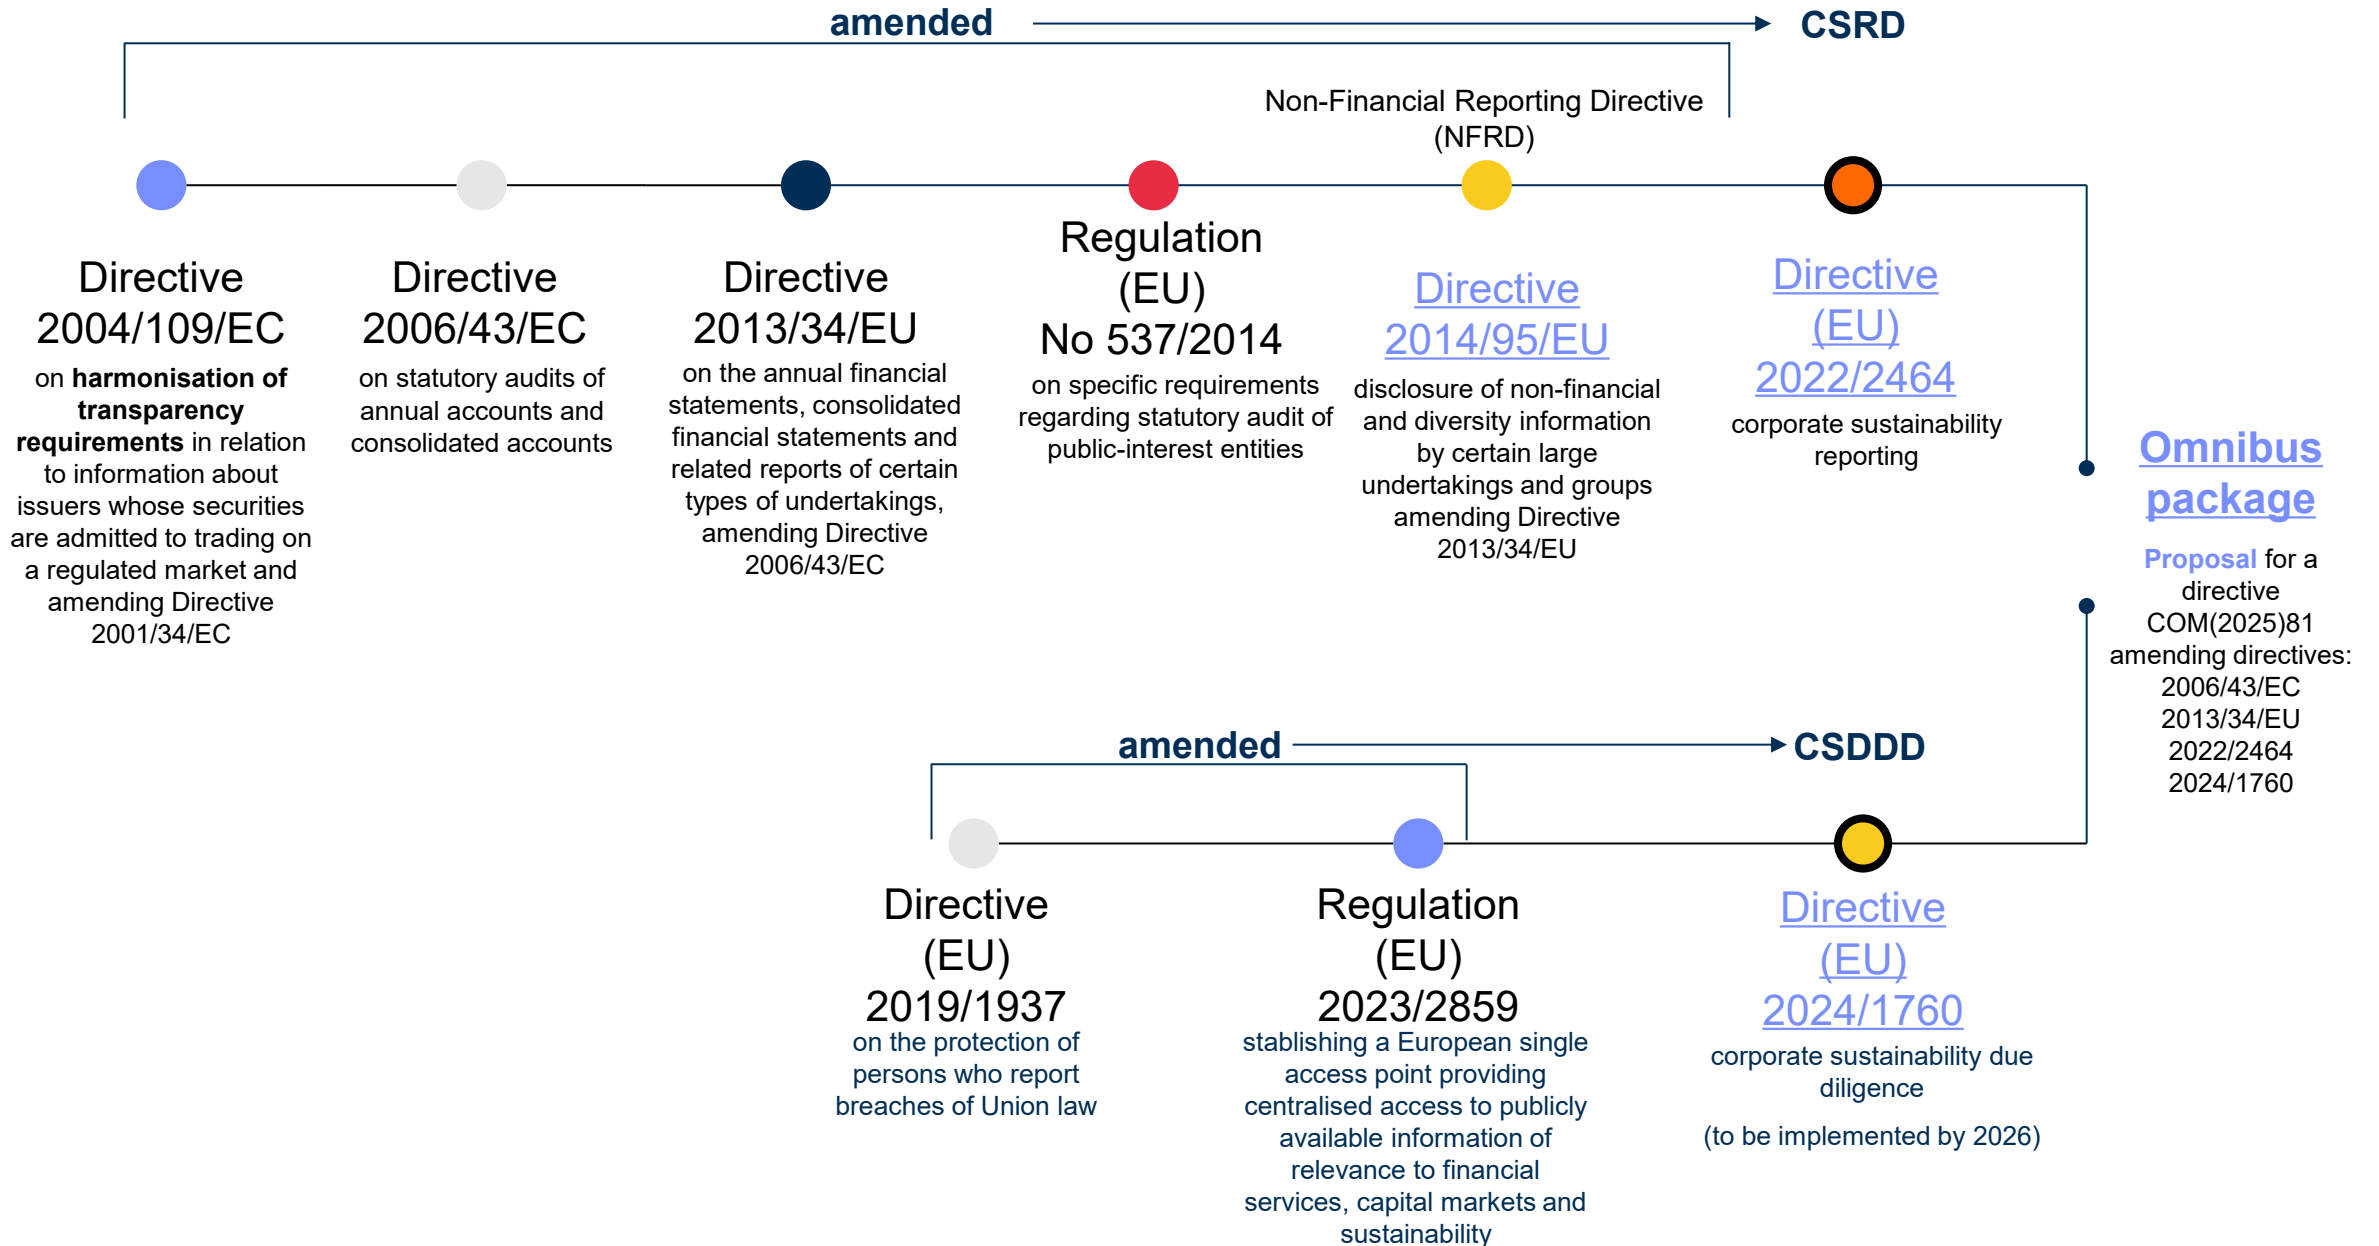 amended
CSRD
Non-Financial Reporting Directive
(NFRD)
Directive
2004/109/EC
on harmonisation of
transparency
requirements in relation
to information about
issuers whose securities
are admitted to trading on
a regulated market and
amending Directive
2001/34/EC
Directive
2006/43/EC
on statutory audits of
annual accounts and
consolidated accounts
Directive
2013/34/EU
on the annual financial
statements, consolidated
financial statements and
related reports of certain
types of undertakings,
amending Directive
2006/43/EC
Regulation
(EU)
No 537/2014
on specific requirements
regarding statutory audit of
public-interest entities
Directive
2014/95/EU
disclosure of non-financial
and diversity information
by certain large
undertakings and groups
amending Directive
2013/34/EU
Directive
(EU)
2022/2464
corporate sustainability
reporting
Omnibus
package
Proposal for a
directive
COM(2025)81
amending directives:
2006/43/EC
2013/34/EU
2022/2464
2024/1760
amended
CSDDD
Directive
(EU)
2019/1937
on the protection of
persons who report
breaches of Union law
Regulation
(EU)
2023/2859
stablishing a European single
access point providing
centralised access to publicly
available information of
relevance to financial
services, capital markets and
sustainability
Directive
(EU)
2024/1760
corporate sustainability due
diligence
(to be implemented by 2026)